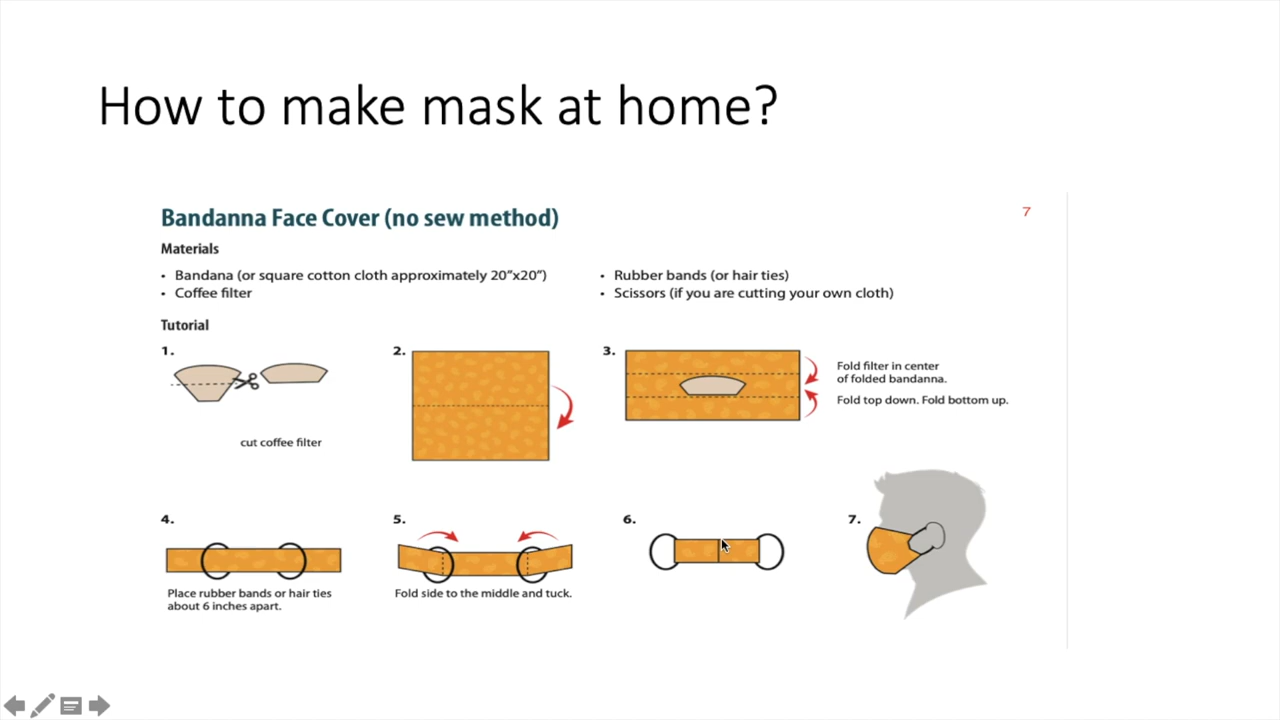 How to make mask at home?
Bandanna Face Cover (no sew method)
7
Materials
• Bandana (or square cotton cloth approximately 20”x20”)
• Coffee filter
• Rubber bands (or hair ties)
• Scissors (if you are cutting your own cloth)
Tutorial
1.
cut coffee filter
2.
3.
Fold filter in center
of folded bandanna.
Fold top down. Fold bottom up.
4.
Place rubber bands or hair ties
about 6 inches apart.
5.
Fold side to the middle and tuck.
6.
7.